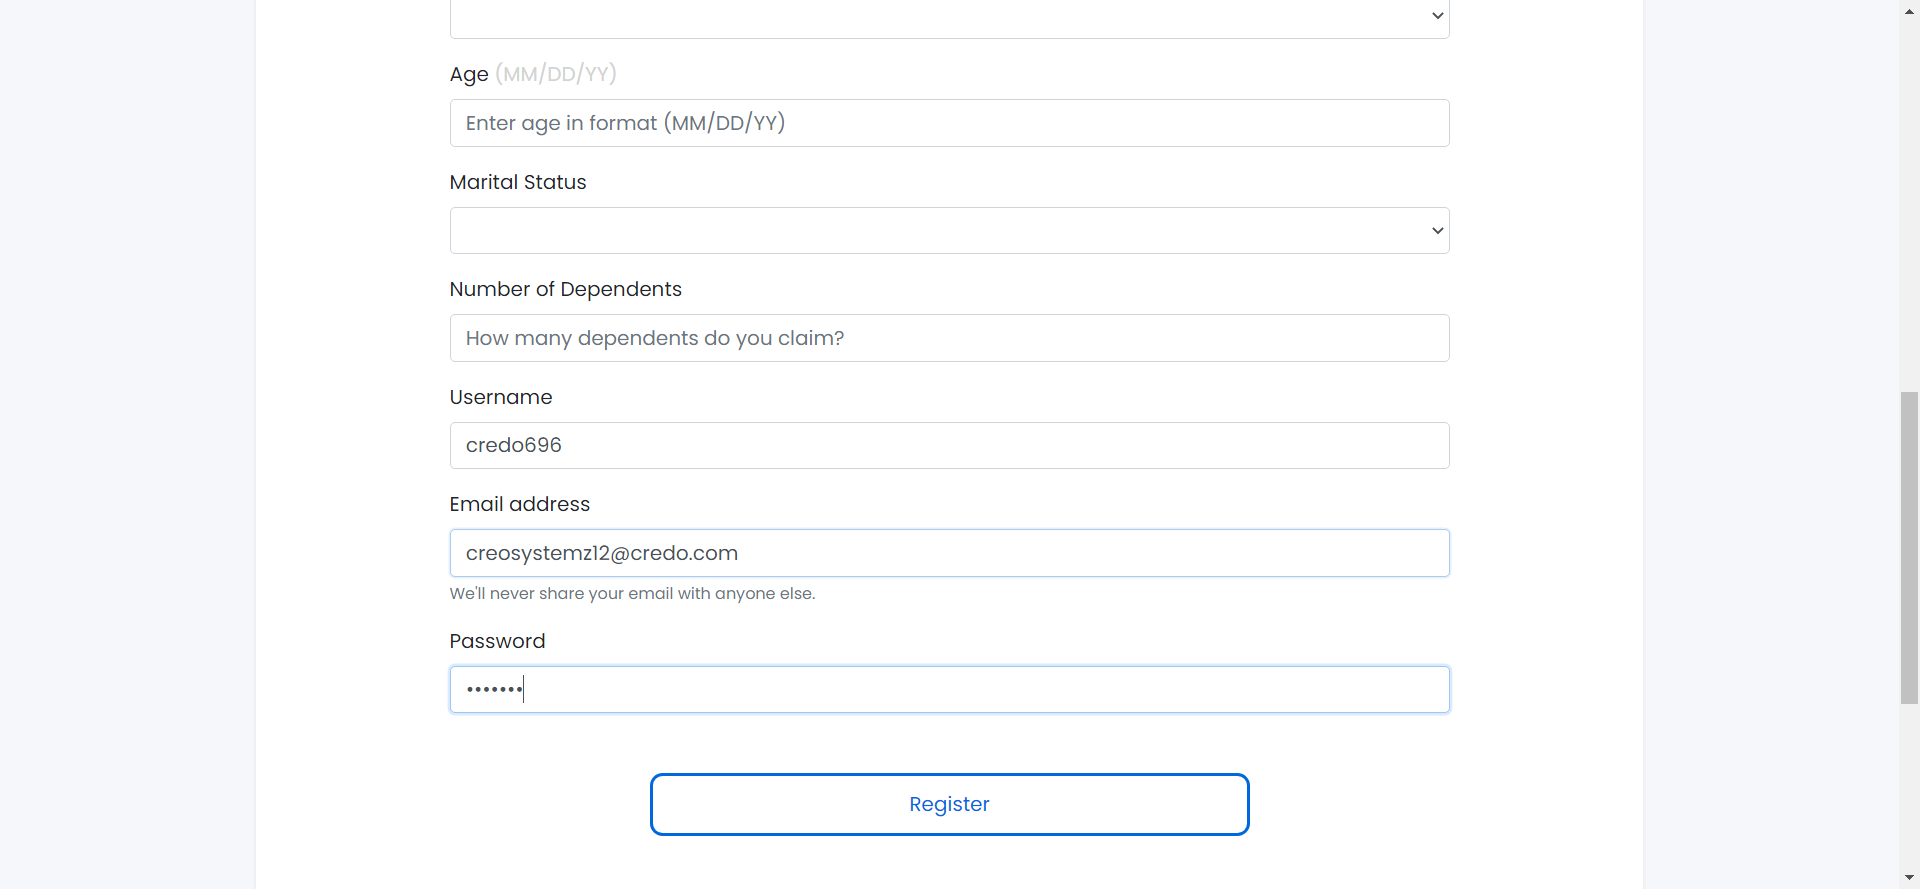 Age (MM/DD/YY)
Enter age in format (MM/DD/YY)
Marital Status
Number of Dependents
How many dependents do you claim?
Username
credo696
Email address
creosystemz12@credo.com
We'll never share your email with anyone else.
Password
•••••••
Register